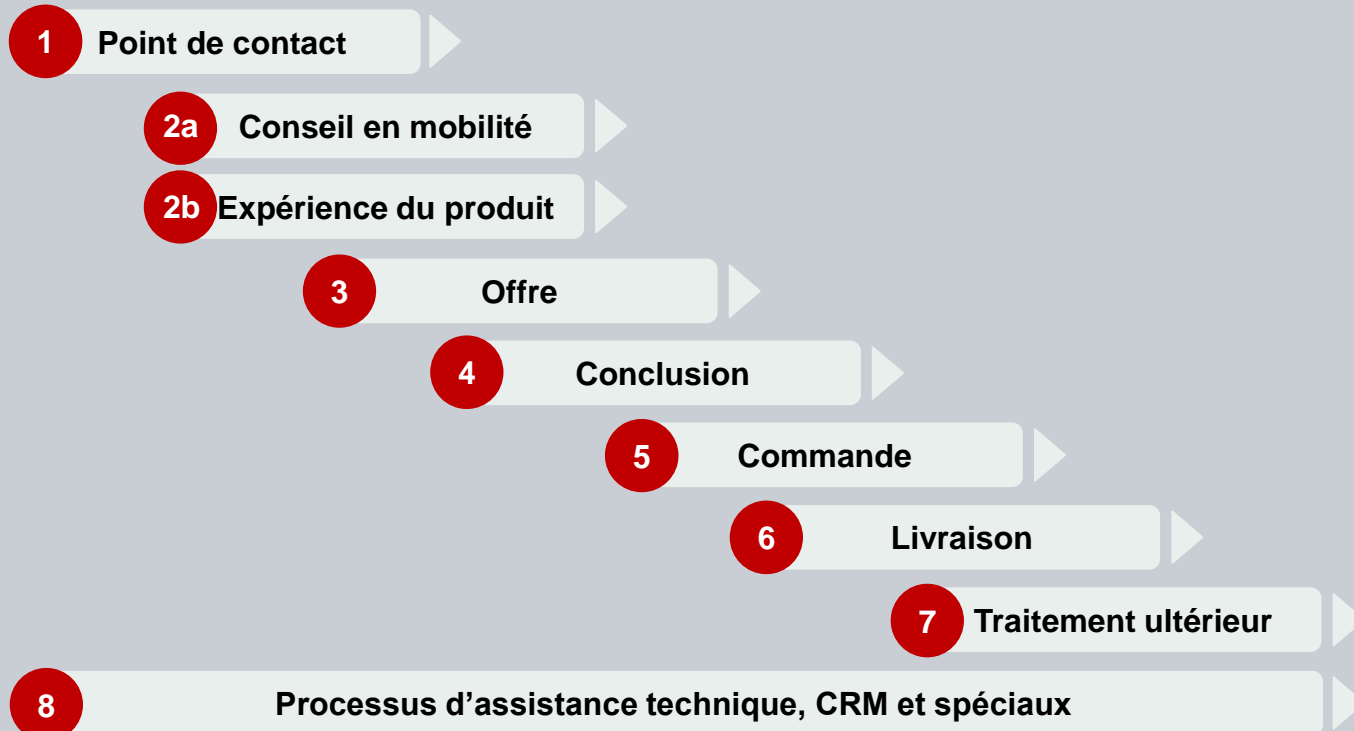 1 Point de contact
2a Conseil en mobilité
2b Expérience du produit
3 Offre
4 Conclusion
5 Commande
6 Livraison
7 Traitement ultérieur
8 Processus d’assistance technique, CRM et spéciaux